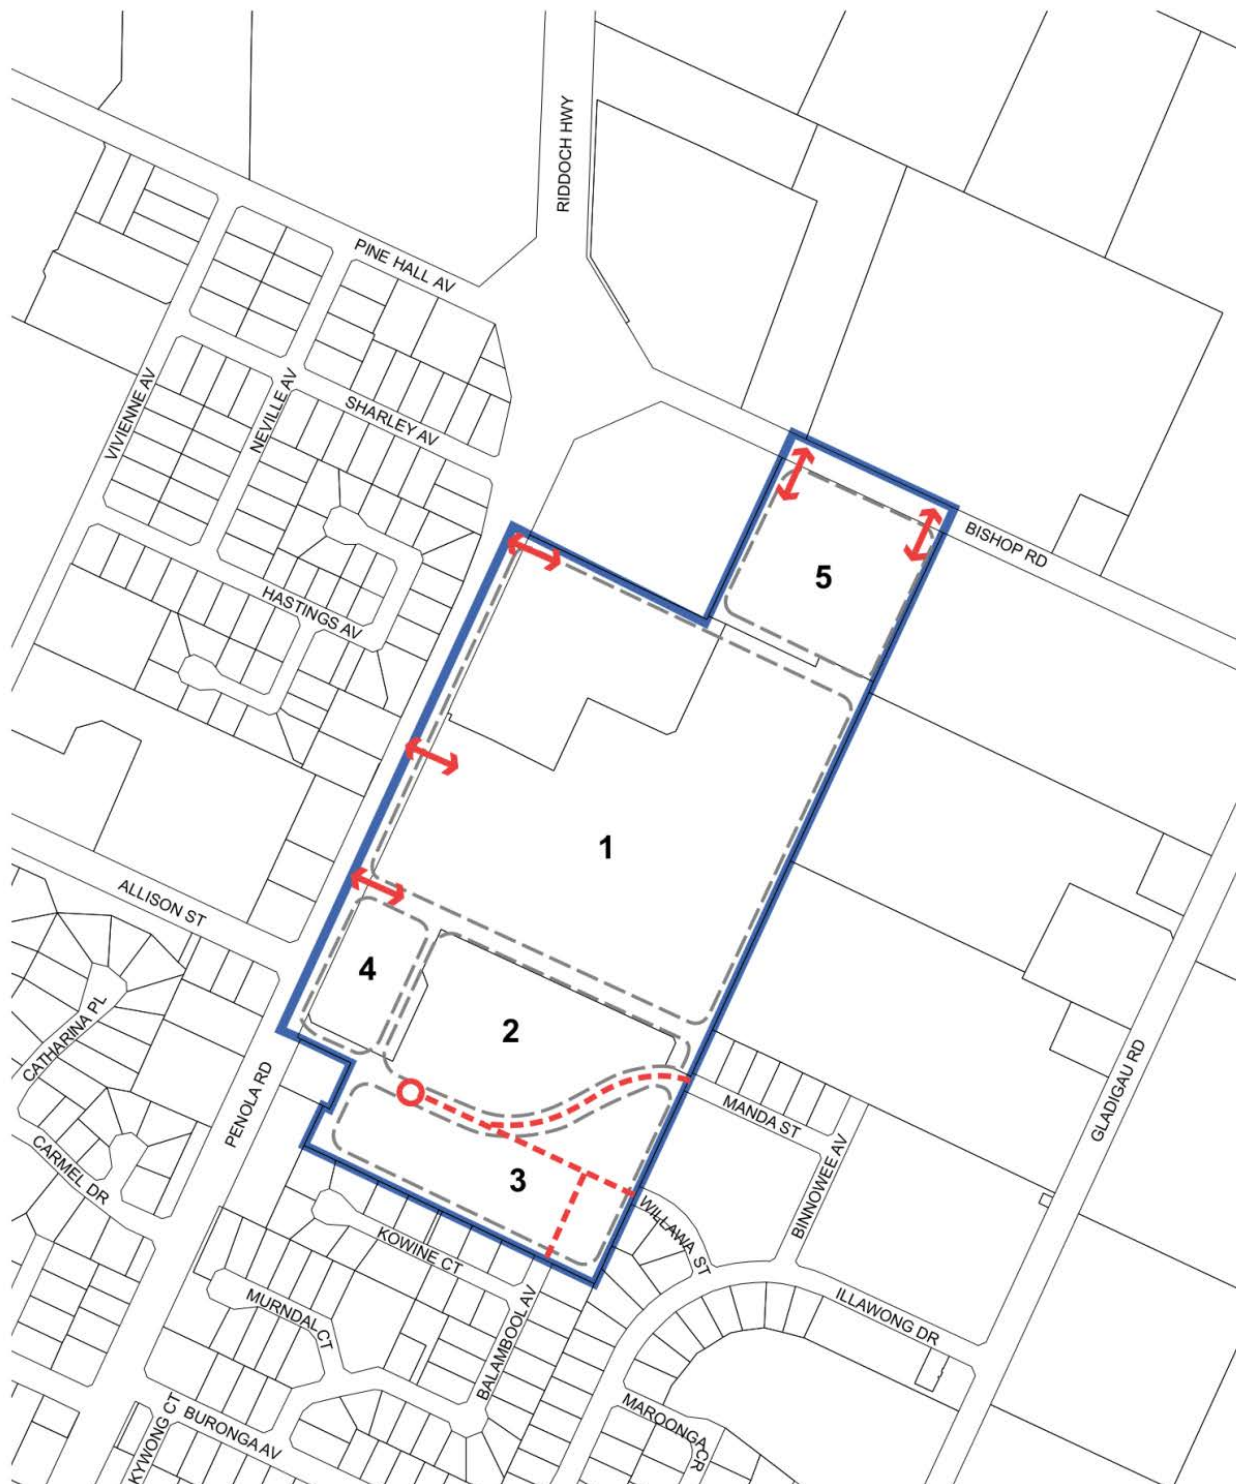 RIDDOCH HWY
PINE HALL AV
VIVIENNE AV
NEVILLE AV
SHARLEY AV
BISHOP RD
5
HASTINGS AV
1
ALLISON ST
4
2
CATHARINA PL
PENOLA RD
MANDA ST
GLADIGAU RD
CARMEL DR
3
BINNOWEE AV
WILLAWA ST
KOWINE CT
MURNDAL CT
BALAMBOOL AV
ILLAWONG DR
KYWONG CT
BURONGA AV
MAROONGA CR